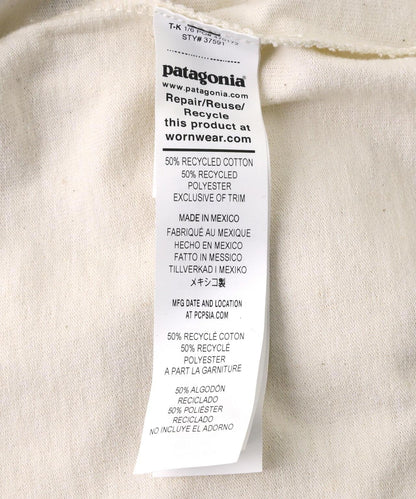 T-K 1/6
STY# 37591
patagonia®
www.patagonia.com
Repair/Reuse/
Recycle
this product at
wornwear.com
50% RECYCLED COTTON
50% RECYCLED
POLYESTER
EXCLUSIVE OF TRIM
MADE IN MEXICO
FABRIQUÉ AU MEXIQUE
HECHO EN MEXICO
FATTO IN MESSICO
TILLVERKAD I MEXIKO
メキシコ製
MFG DATE AND LOCATION
AT PCPSIA.COM
50% RECYCLÉ COTON
50% RECYCLÉ
POLYESTER
A PART LA GARNITURE
50% ALGODÓN
RECICLADO
50% POLIÉSTER
RECICLADO
NO INCLUYE EL ADORNO